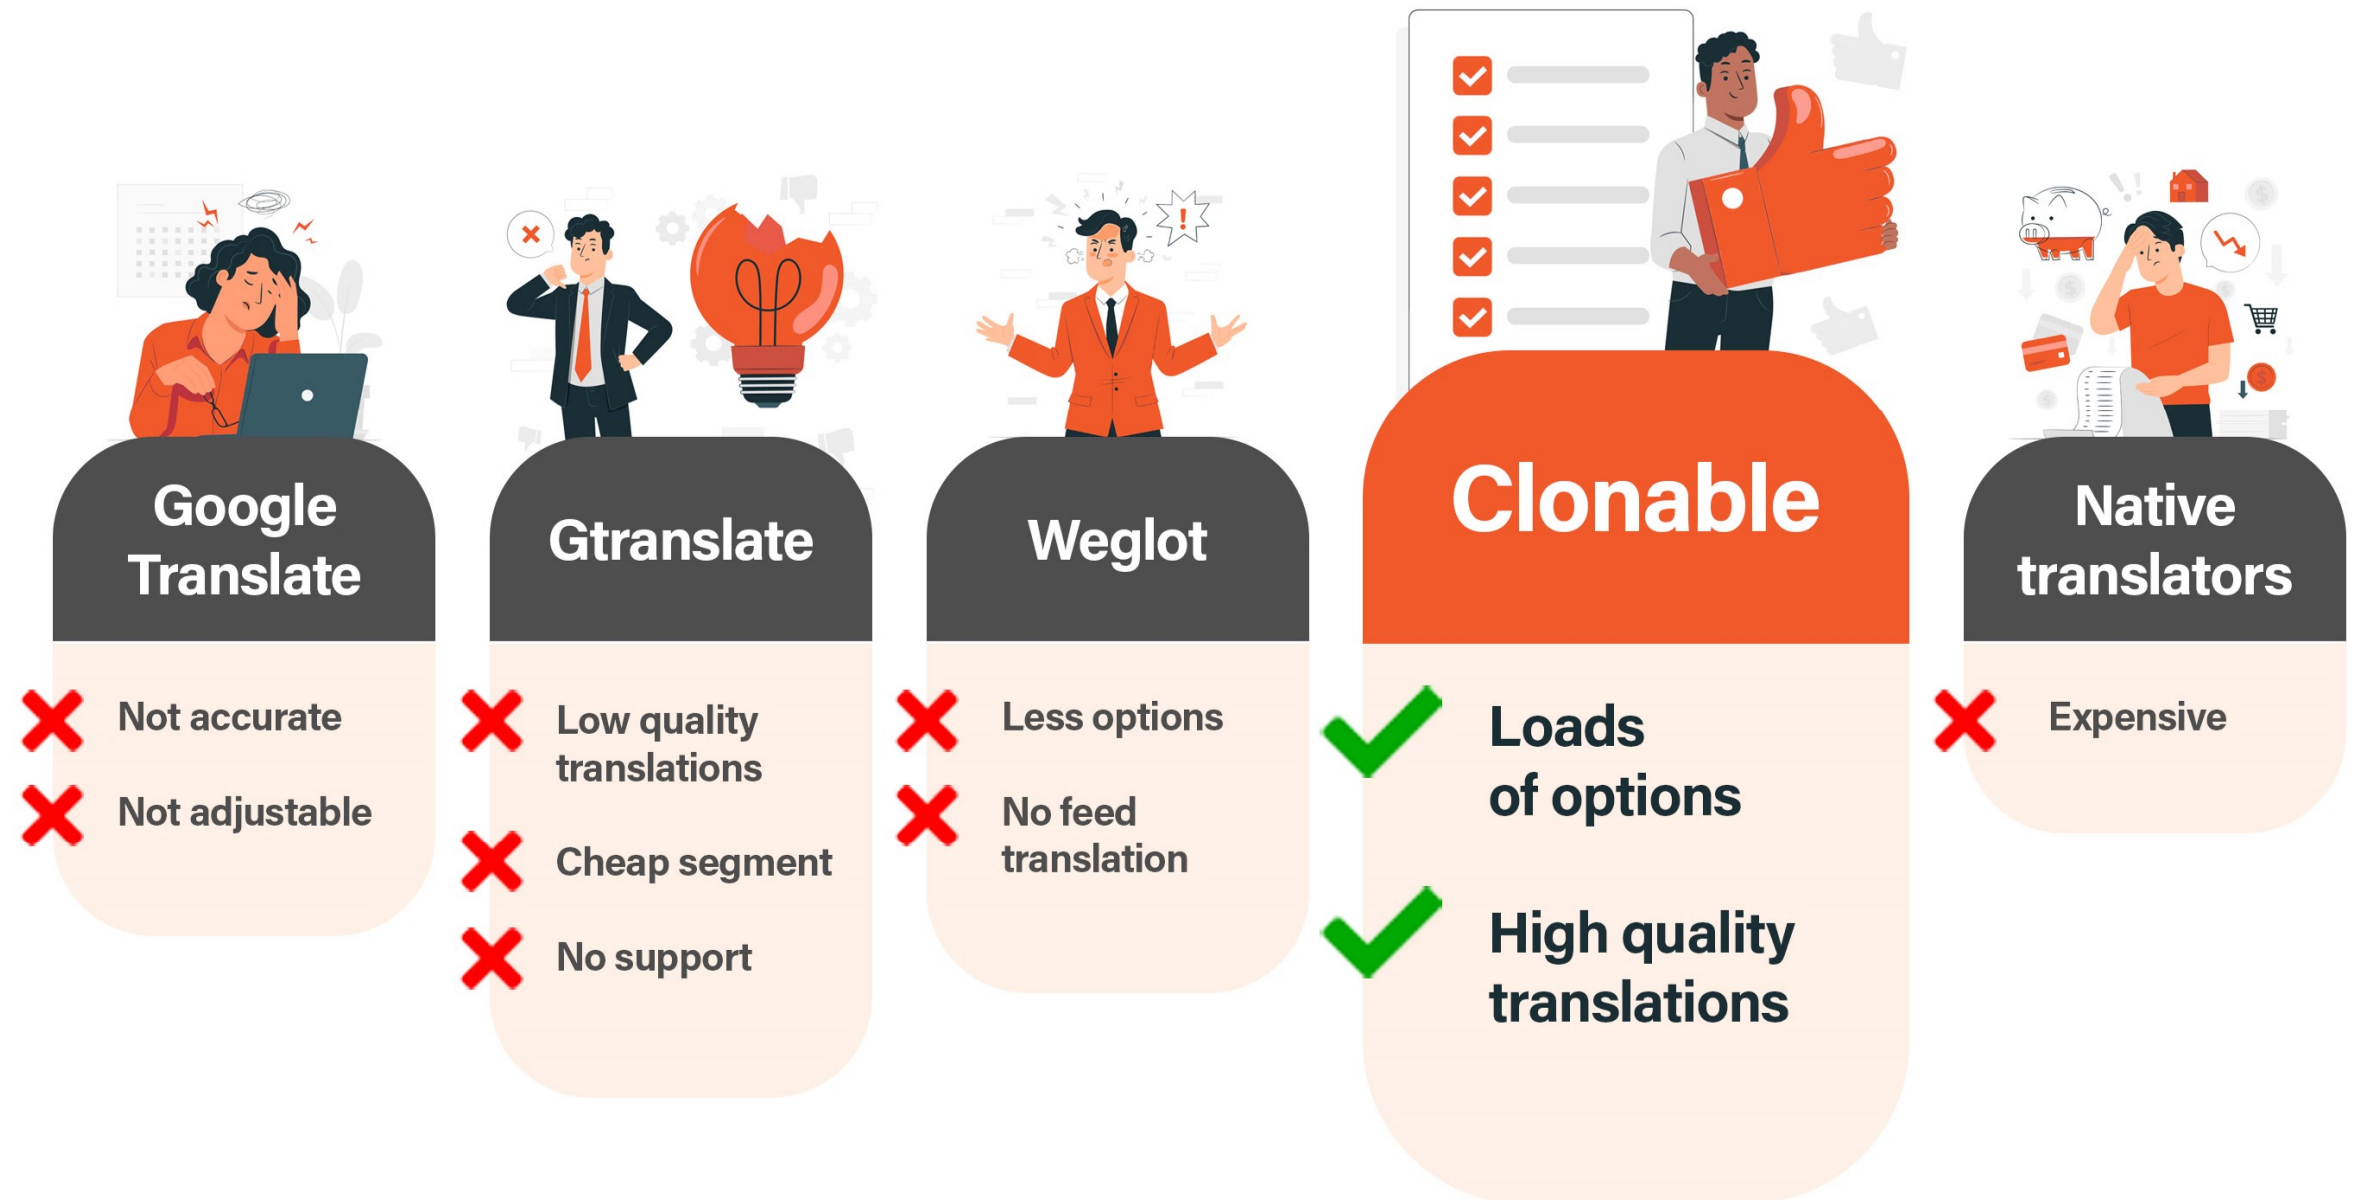 Google
Translate
Not accurate
Not adjustable
Gtranslate
Low quality
translations
Cheap segment
No support
Weglot
Less options
No feed
translation
Clonable
Loads
of options
High quality
translations
Native
translators
Expensive